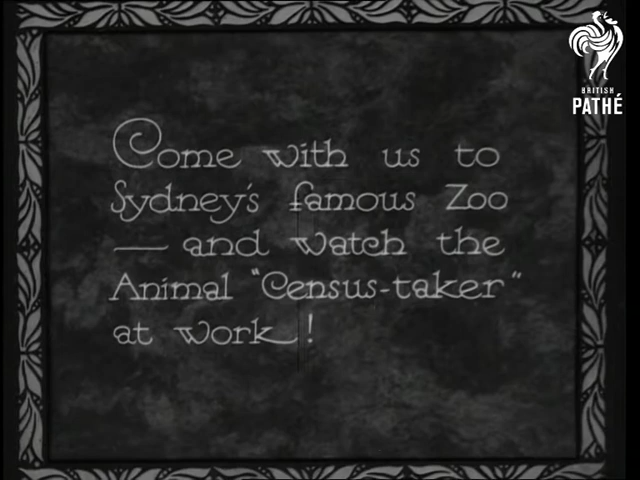 BRITISH
PATHÉ
Come with us to
Sydney's famous Zoo
— and watch the
Animal "Census-taker"
at work!